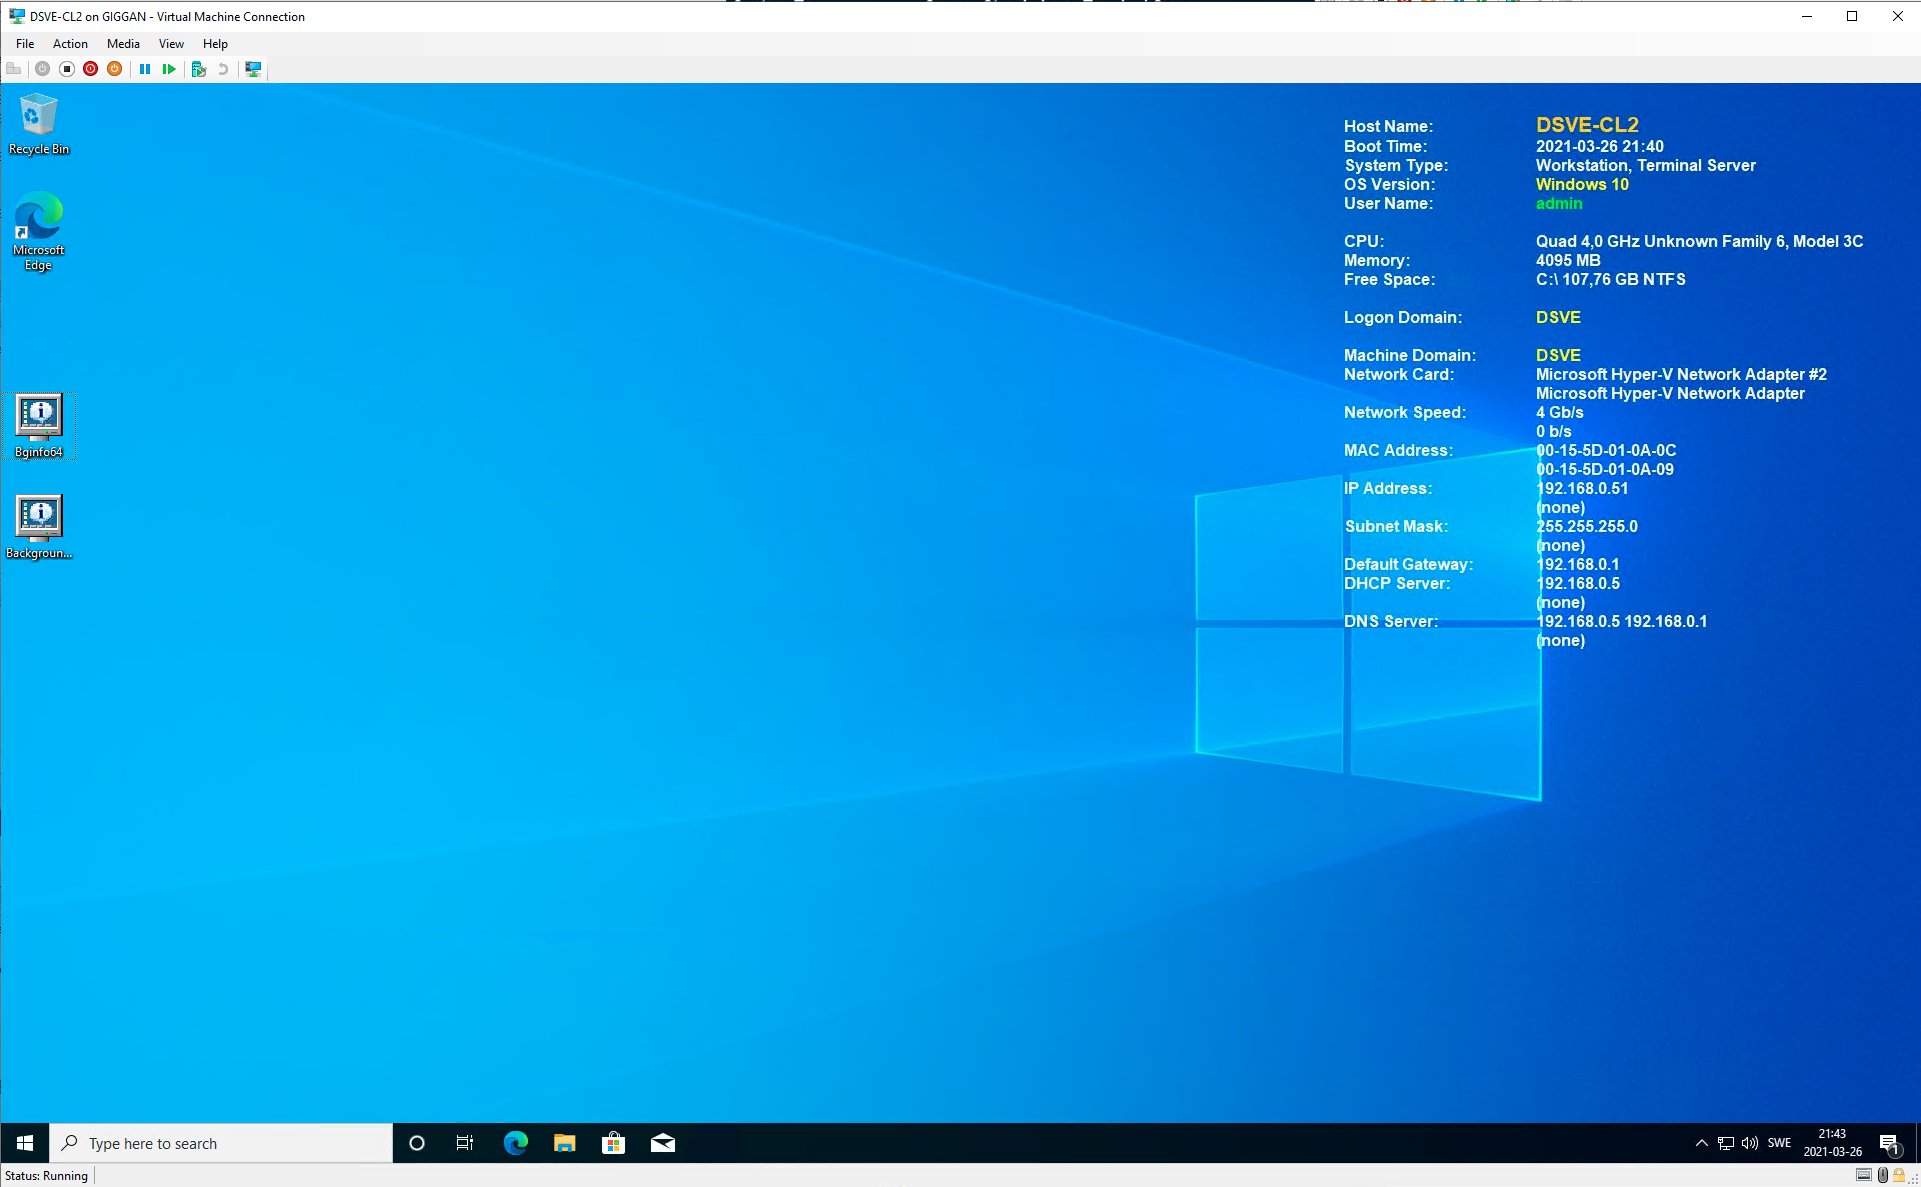 DSVE-CL2 on GIGGAN - Virtual Machine Connection
File Action Media View Help
Recycle Bin
Microsoft
Edge
Bginfo64
Backgroun...
Host Name: DSVE-CL2
Boot Time: 2021-03-26 21:40
System Type: Workstation, Terminal Server
OS Version: Windows 10
User Name: admin
CPU: Quad 4,0 GHz Unknown Family 6, Model 3C
Memory: 4095 MB
Free Space: C:\ 107,76 GB NTFS
Logon Domain: DSVE
Machine Domain: DSVE
Network Card: Microsoft Hyper-V Network Adapter #2
Microsoft Hyper-V Network Adapter
Network Speed: 4 Gb/s
0 b/s
MAC Address: 00-15-5D-01-0A-0C
00-15-5D-01-0A-09
IP Address: 192.168.0.51
(none)
Subnet Mask: 255.255.255.0
(none)
Default Gateway: 192.168.0.1
DHCP Server: 192.168.0.5
(none)
DNS Server: 192.168.0.5 192.168.0.1
(none)
Type here to search
SWE
21:43
2021-03-26
1
Status: Running